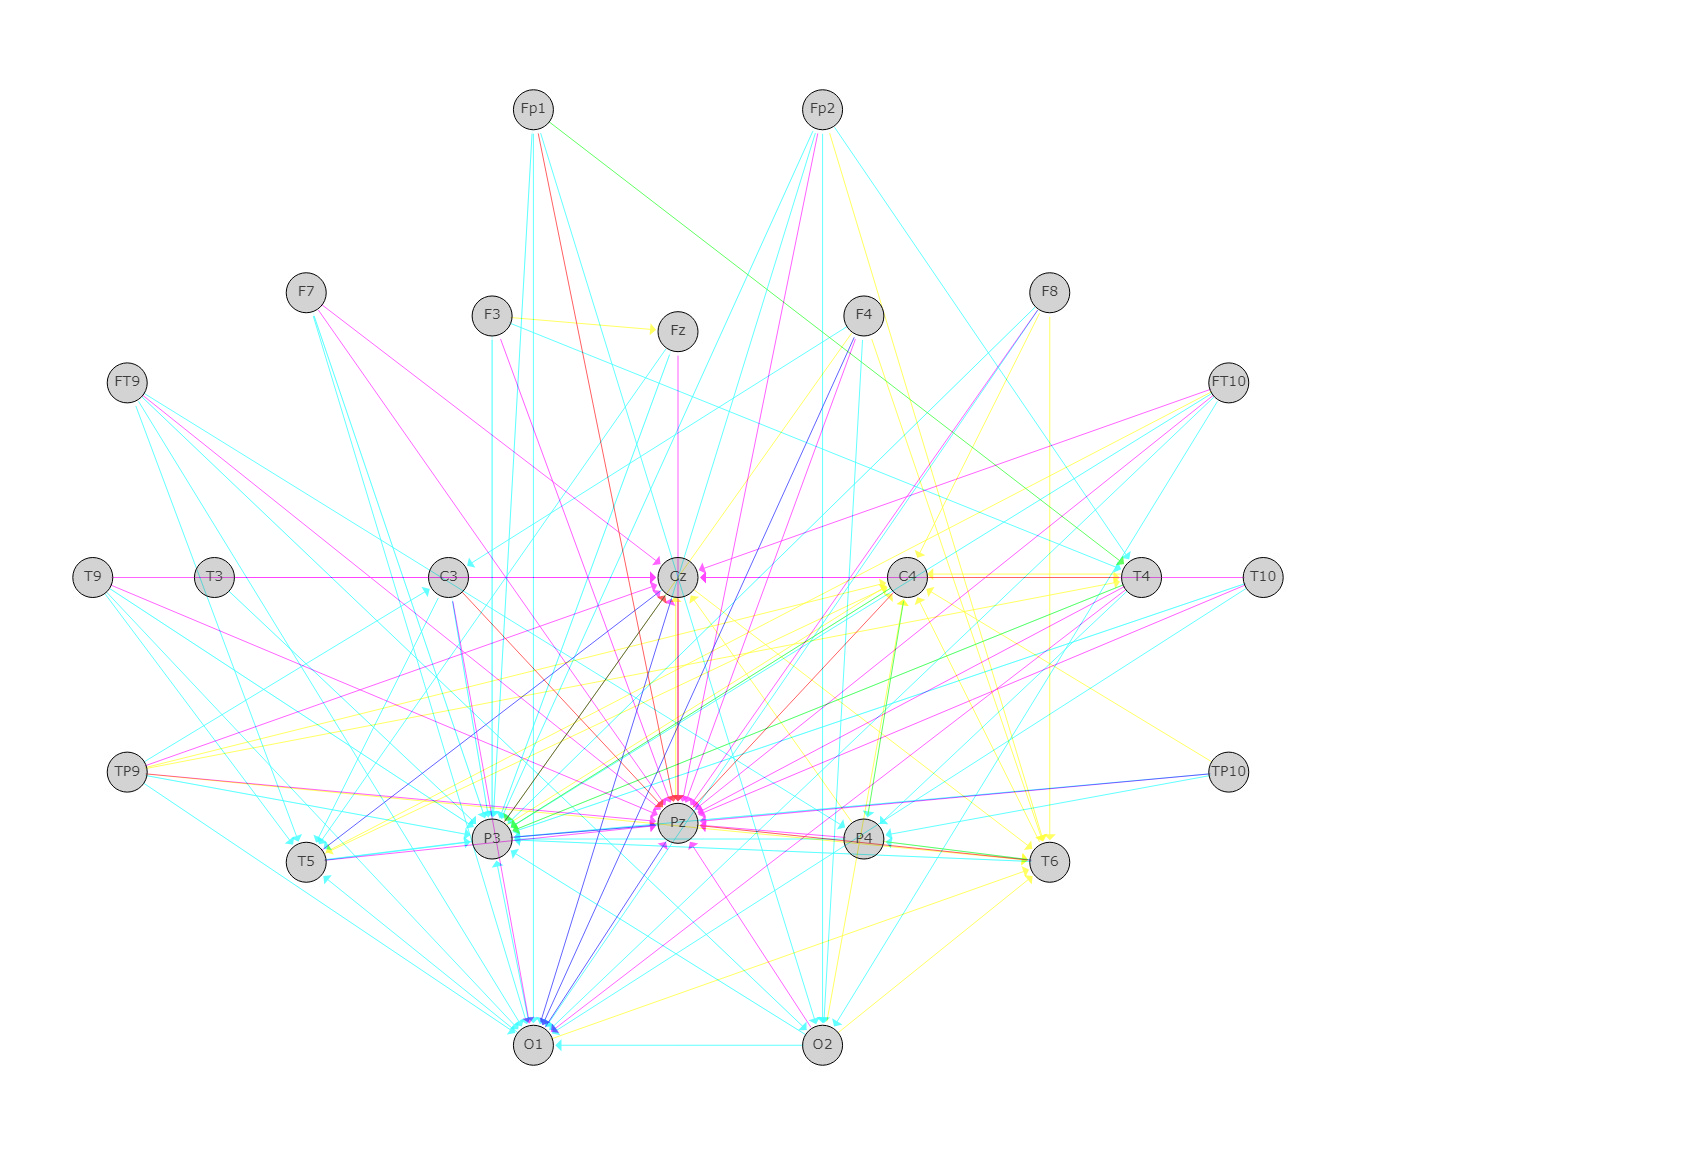 Fp1 Fp2
F7 F3 Fz F4 F8
FT9 FT10
T9 T3 C3 Cz C4 T4 T10
TP9 TP10
T5 P3 Pz P4 T6
O1 O2